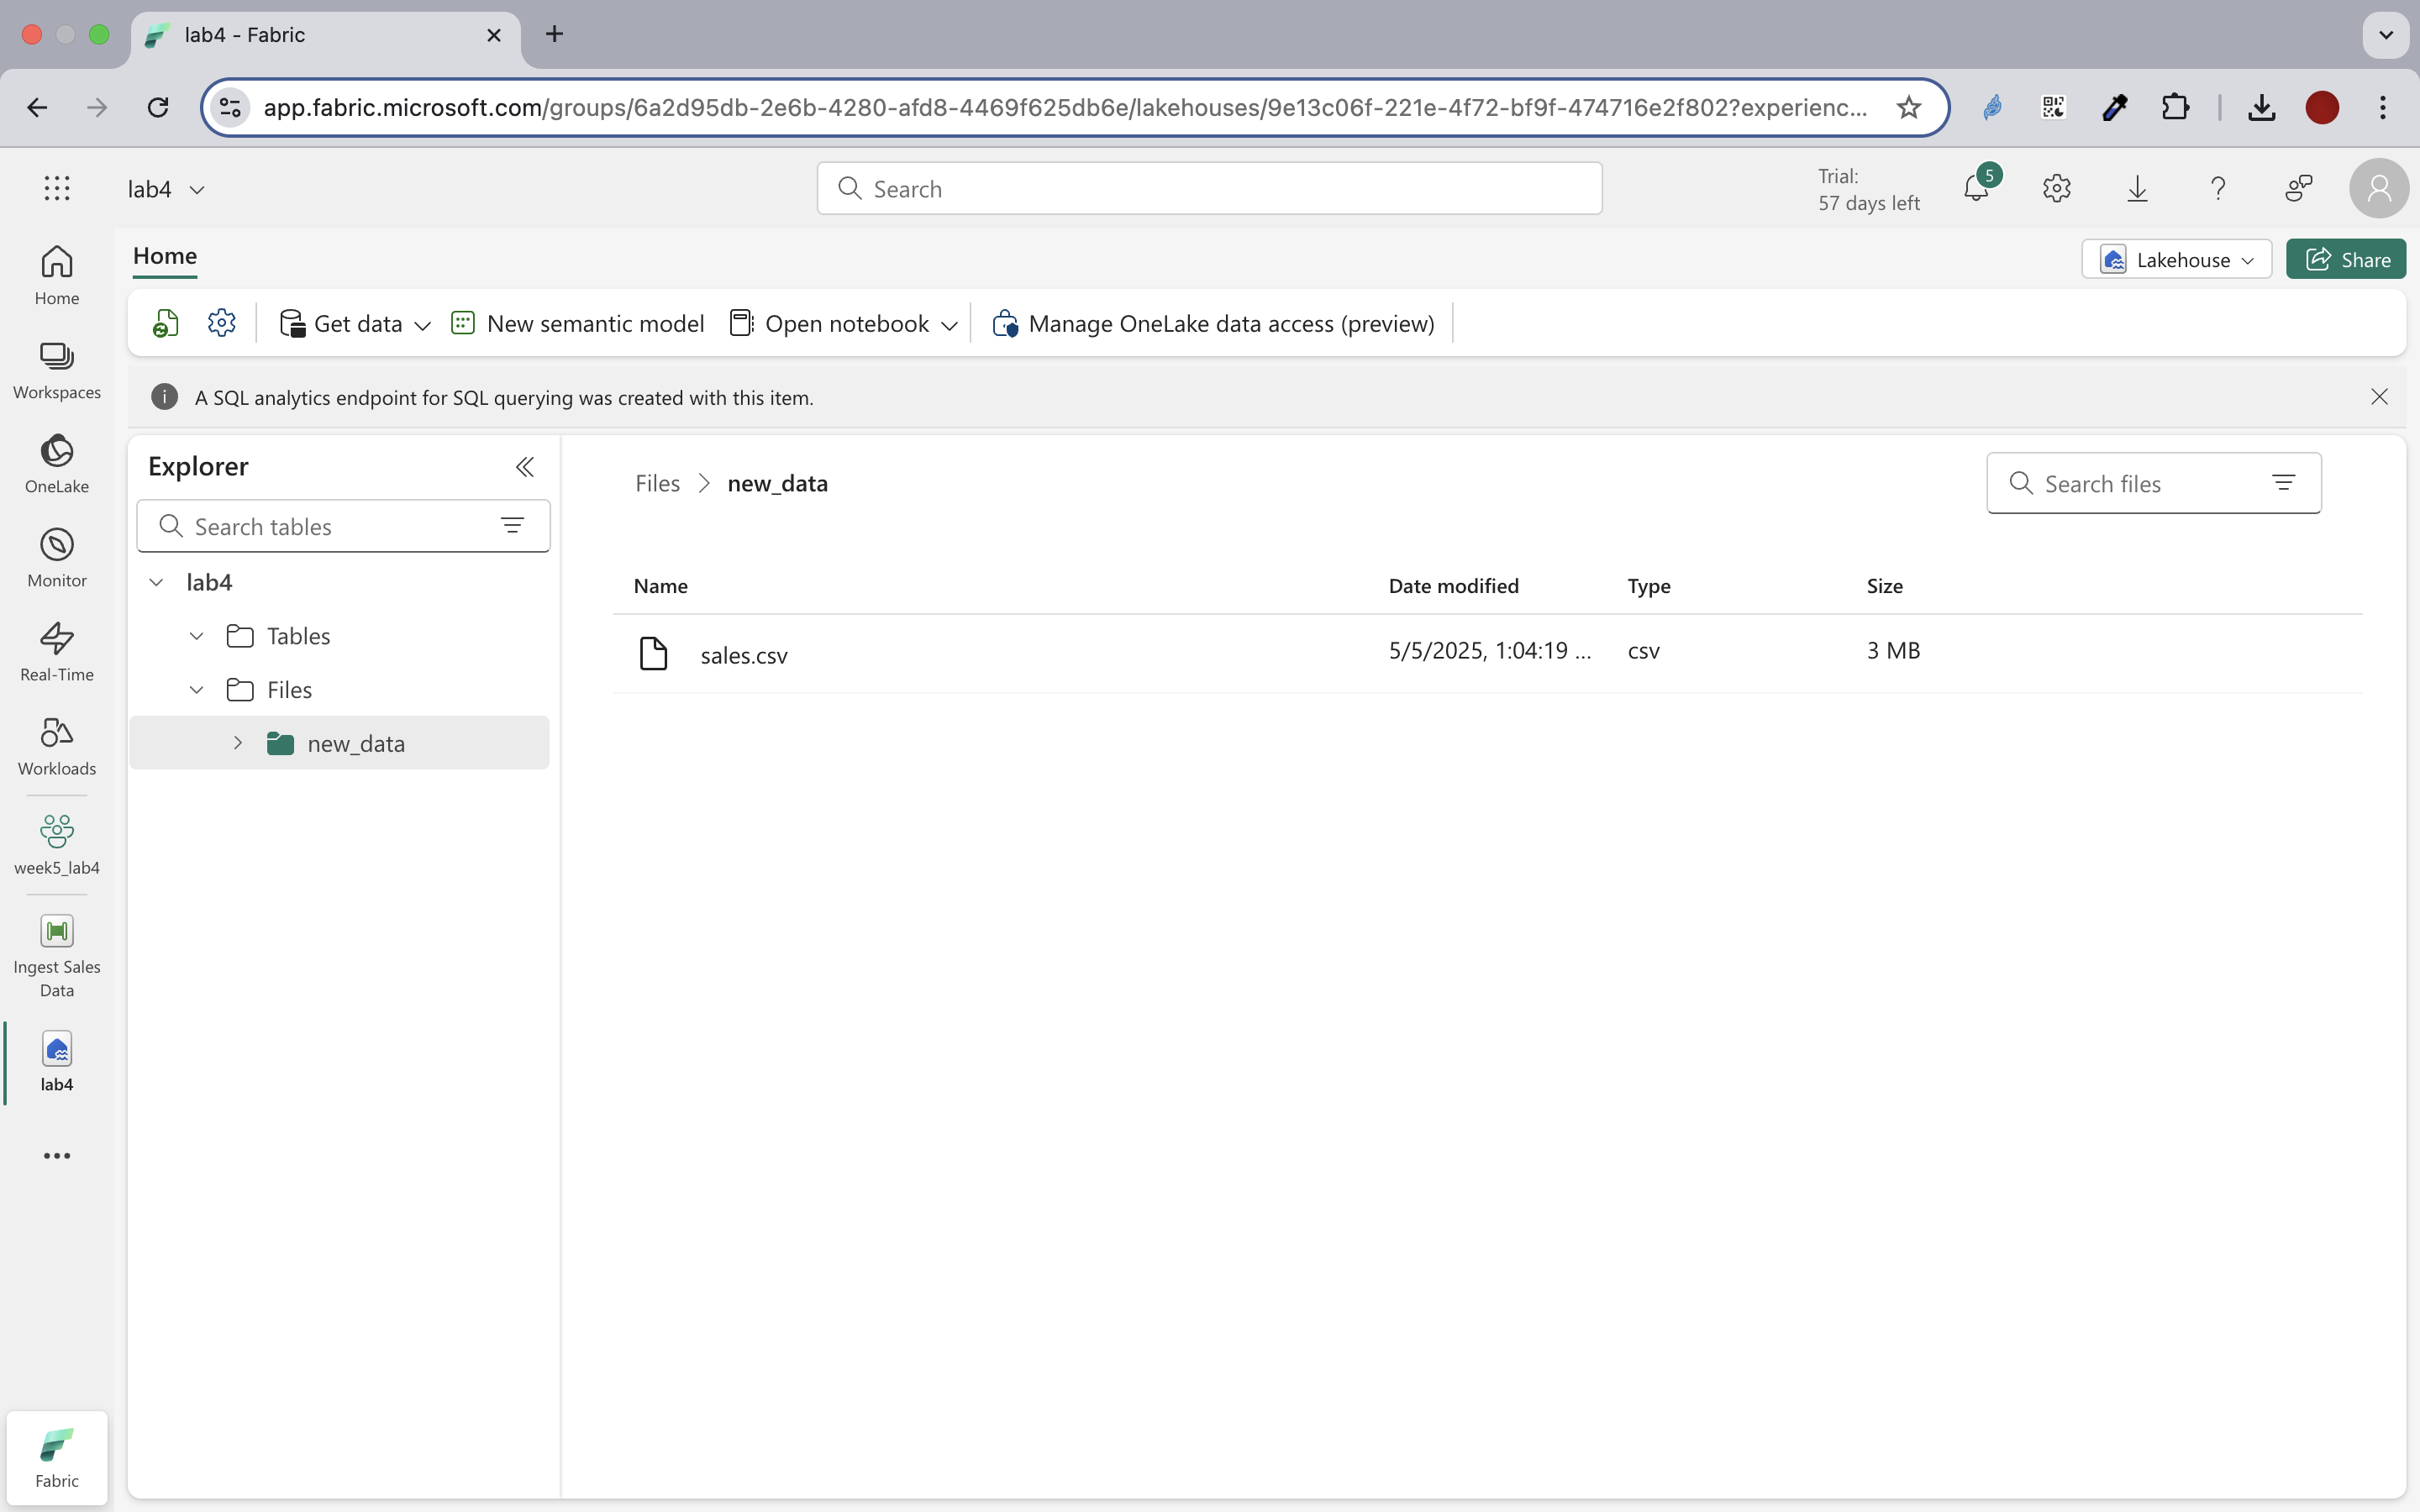 lab4 - Fabric
app.fabric.microsoft.com/groups/6a2d95db-2e6b-4280-afd8-4469f625db6e/lakehouses/9e13c06f-221e-4f72-bf9f-474716e2f802?experienc...
lab4
Search
Trial:
57 days left
5
Home
Workspaces
OneLake
Monitor
Real-Time
Workloads
week5_lab4
Ingest Sales
Data
lab4
Fabric
Home
Lakehouse
Share
Get data
New semantic model
Open notebook
Manage OneLake data access (preview)
A SQL analytics endpoint for SQL querying was created with this item.
Explorer
Search tables
lab4
Tables
Files
new_data
Files > new_data
Search files
Name Date modified Type Size
sales.csv 5/5/2025, 1:04:19 ... csv 3 MB